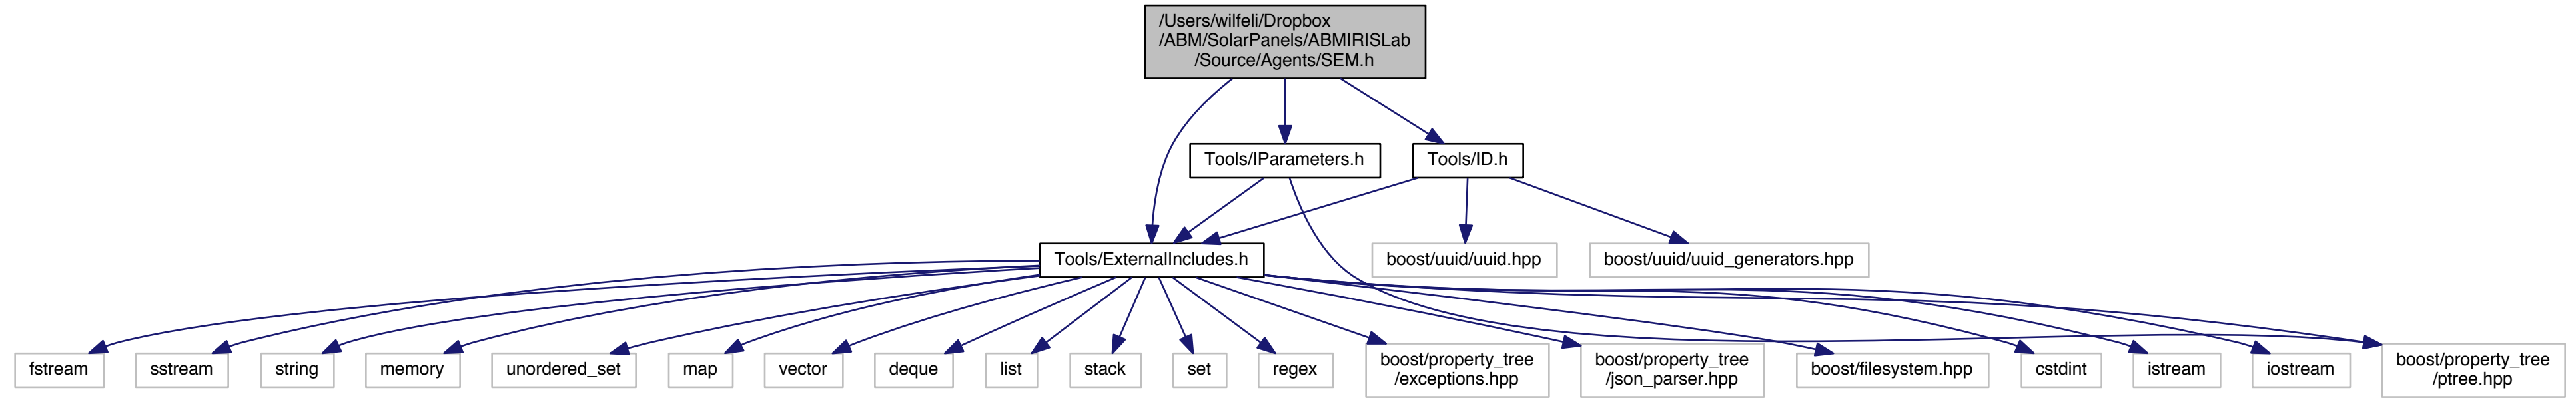 /Users/wilfeli/Dropbox
/ABM/SolarPanels/ABMIRISLab
/Source/Agents/SEM.h
Tools/IParameters.h
Tools/ID.h
Tools/ExternalIncludes.h
boost/uuid/uuid.hpp
boost/uuid/uuid_generators.hpp
fstream
sstream
string
memory
unordered_set
map
vector
deque
list
stack
set
regex
boost/property_tree
/exceptions.hpp
boost/property_tree
/json_parser.hpp
boost/filesystem.hpp
cstdint
istream
iostream
boost/property_tree
/ptree.hpp